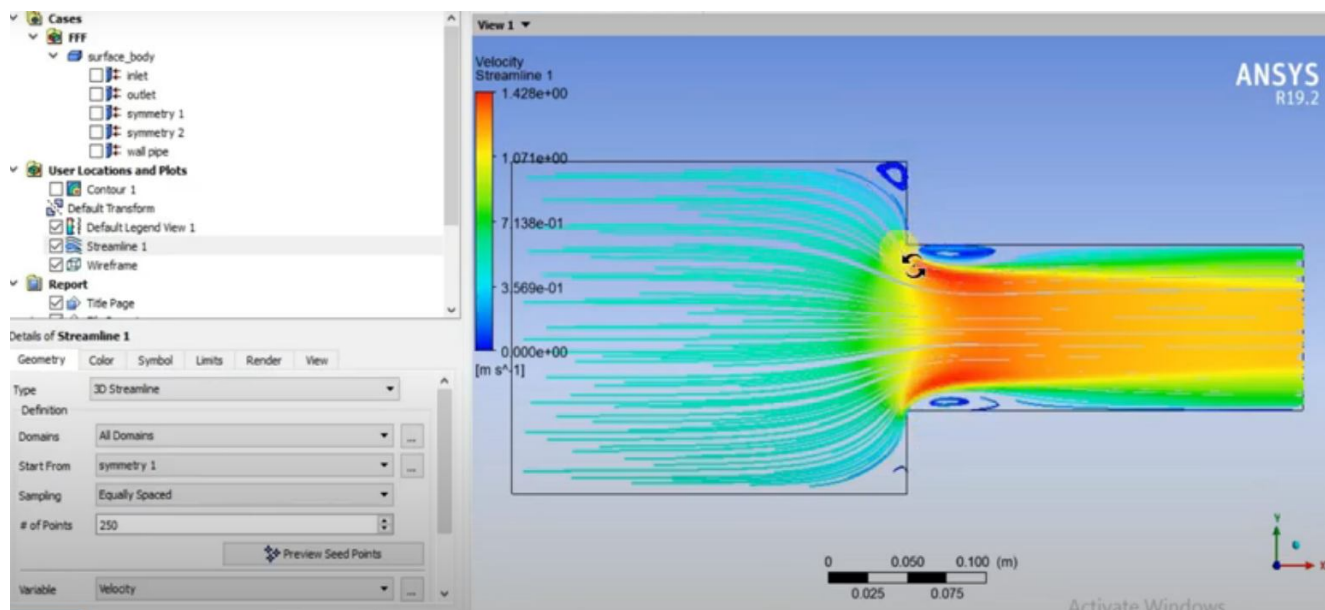 Cases
FFF
surface_body
inlet
outlet
symmetry 1
symmetry 2
wall pipe
User Locations and Plots
Contour 1
Default Transform
Default Legend View 1
Streamline 1
Wireframe
Report
Title Page
Details of Streamline 1
Geometry Color Symbol Limits Render View
Type 3D Streamline
Definition
Domains All Domains ...
Start From symmetry 1 ...
Sampling Equally Spaced
# of Points 250
Preview Seed Points
Variable Velocity ...
View 1
Velocity
Streamline 1
1.428e+00
1.071e+00
7.138e-01
3.569e-01
0.000e+00
[m s^-1]
ANSYS
R19.2
0 0.050 0.100 (m)
0.025 0.075
Y
X
Activate Windows